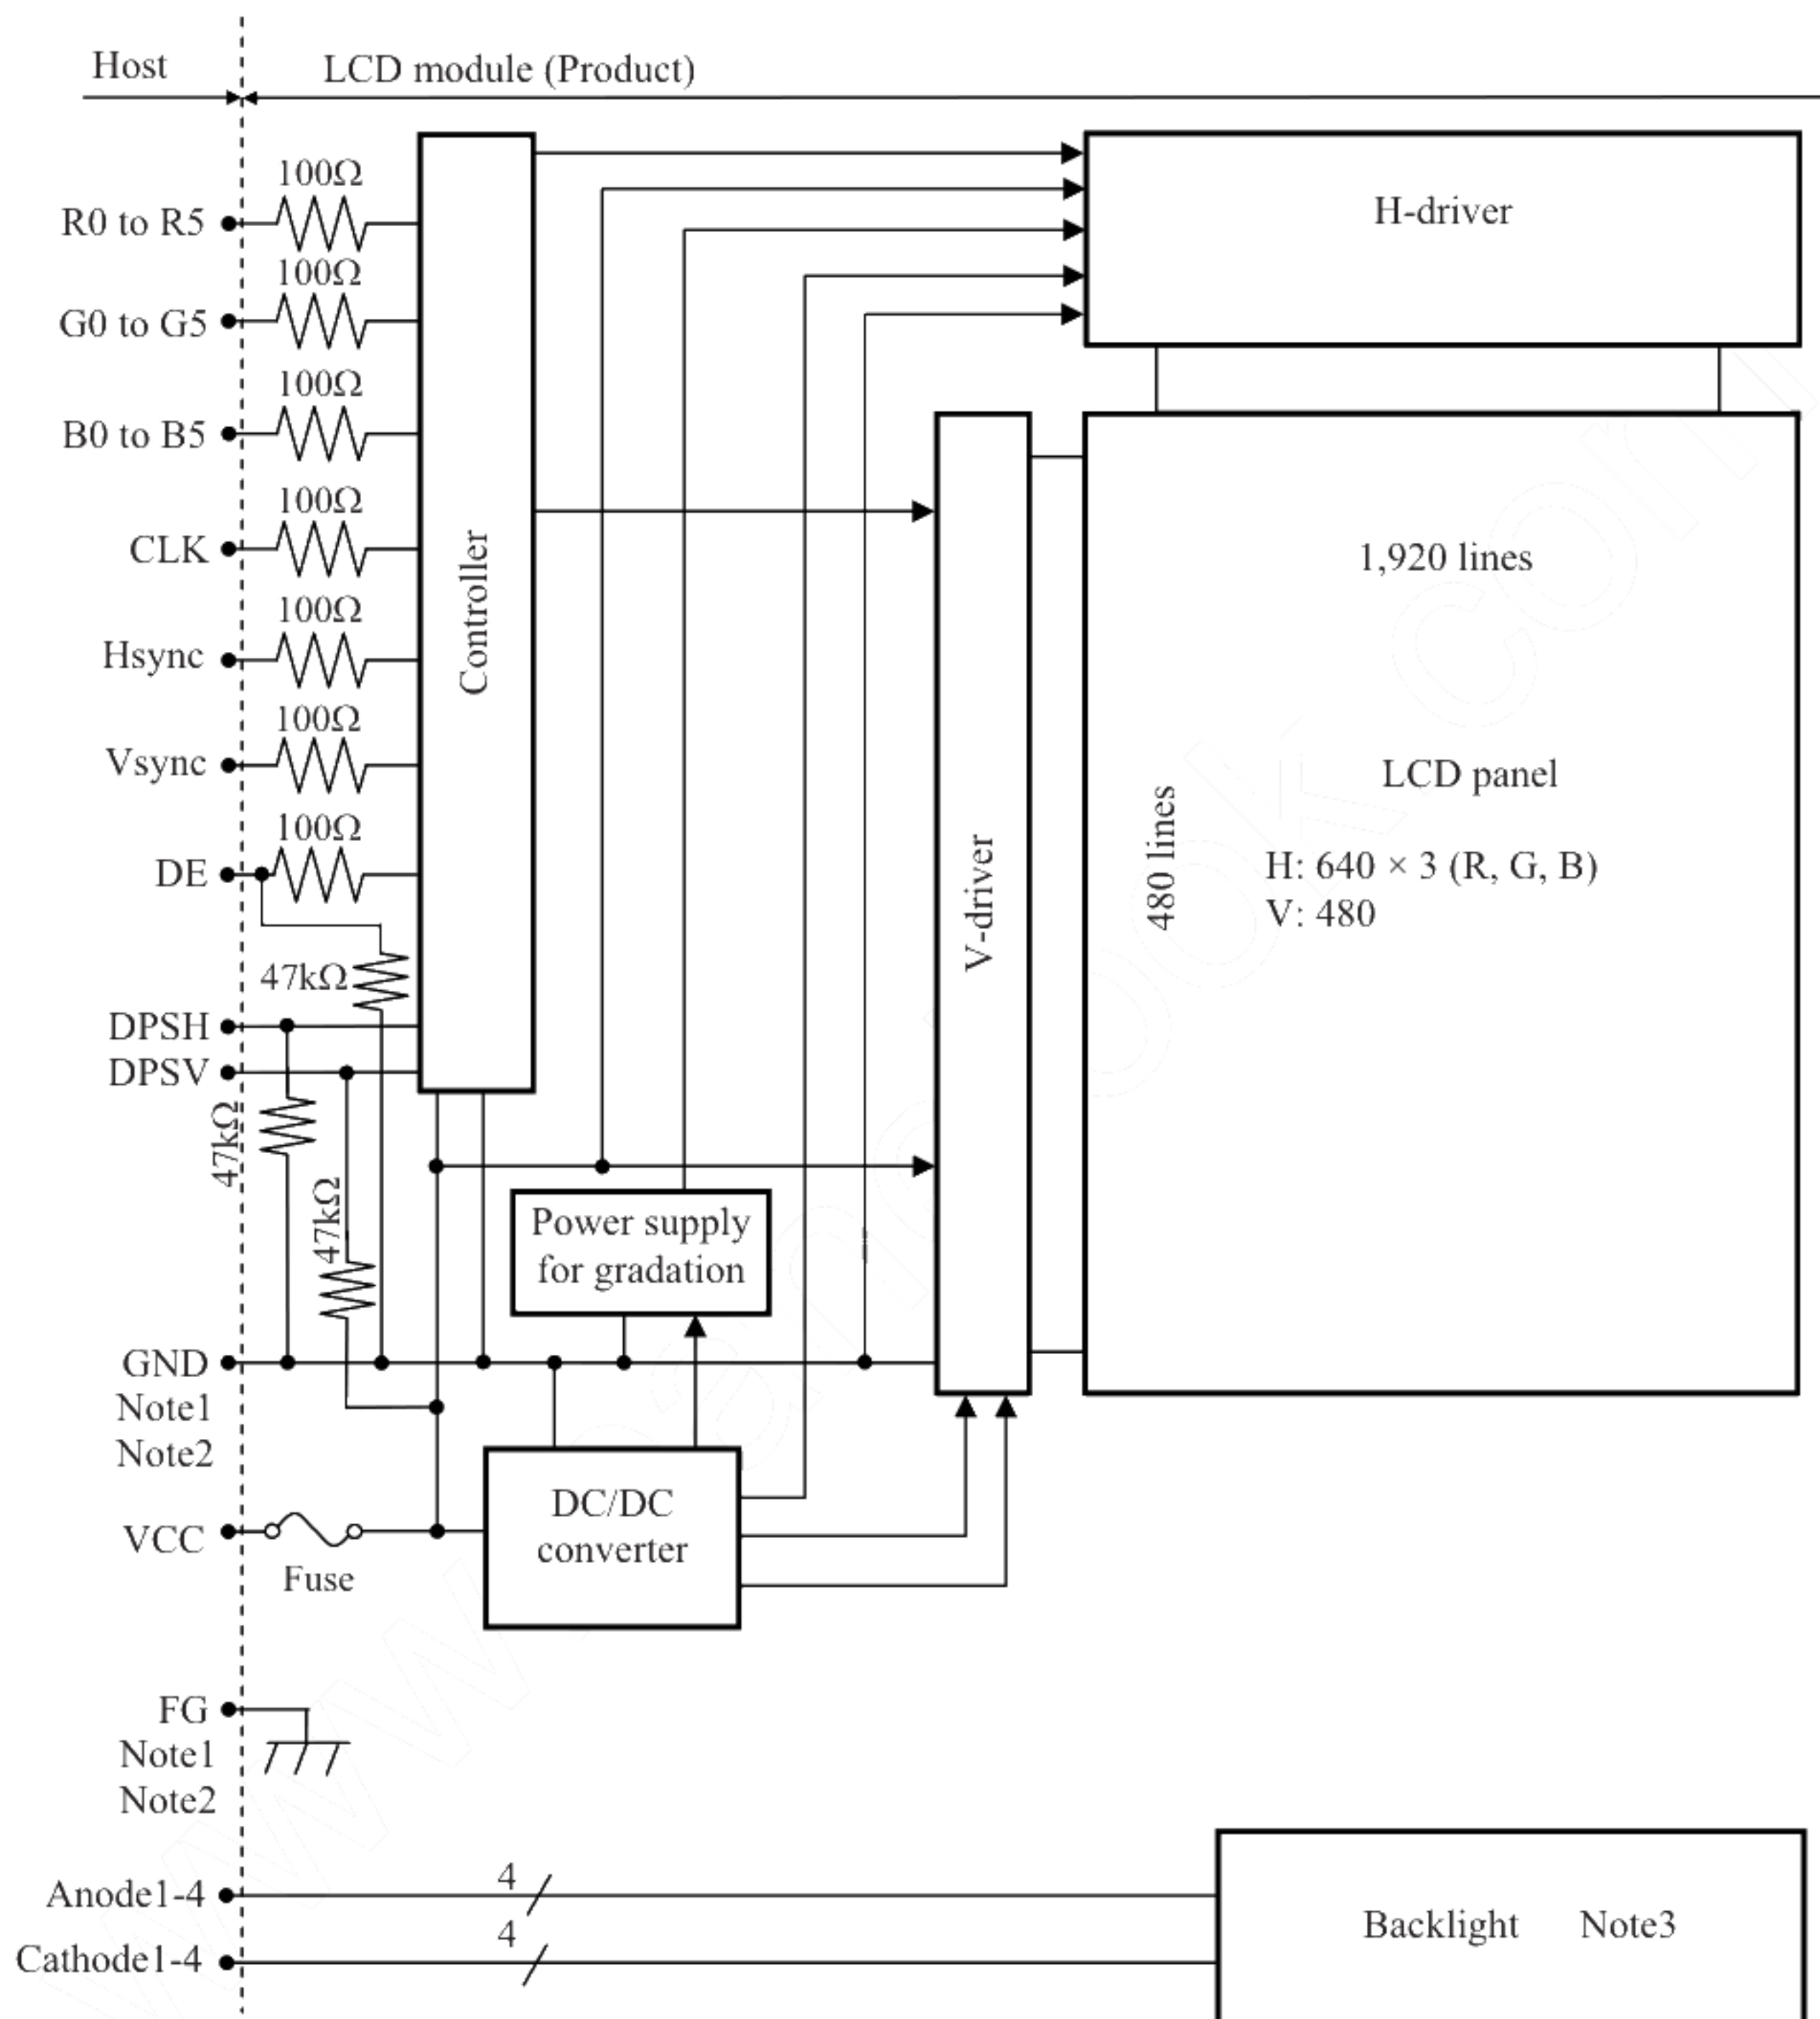 Host
LCD module (Product)
100Ω
R0 to R5
100Ω
G0 to G5
100Ω
B0 to B5
100Ω
CLK
100Ω
Hsync
100Ω
Vsync
100Ω
DE
47kΩ
DPSH
DPSV
47kΩ
47kΩ
GND
Note1
Note2
VCC
Fuse
FG
Note1
Note2
Anode1-4
4
Cathode1-4
4
Controller
H-driver
V-driver
1,920 lines
480 lines
LCD panel
H: 640 × 3 (R, G, B)
V: 480
Power supply
for gradation
DC/DC
converter
Backlight Note3